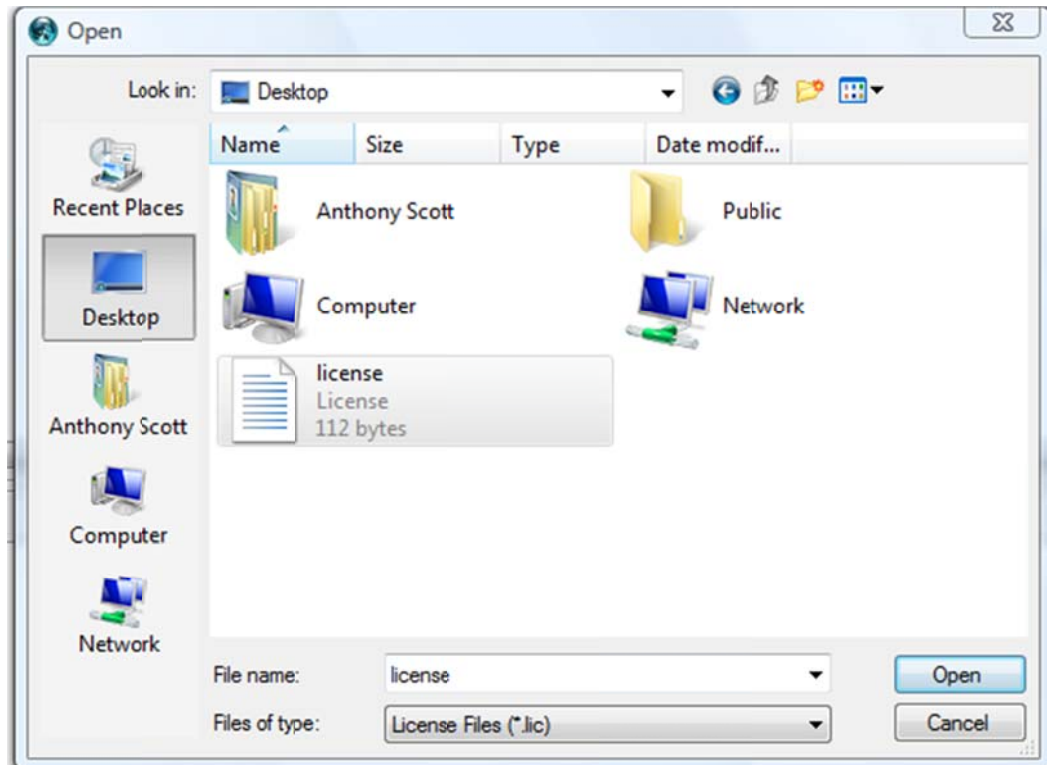 Open
Look in: Desktop
Name Size Type Date modif...
Recent Places
Desktop
Anthony Scott
Computer
Network
Anthony Scott Public
Computer Network
license
License
112 bytes
File name: license Open
Files of type: License Files (*.lic) Cancel